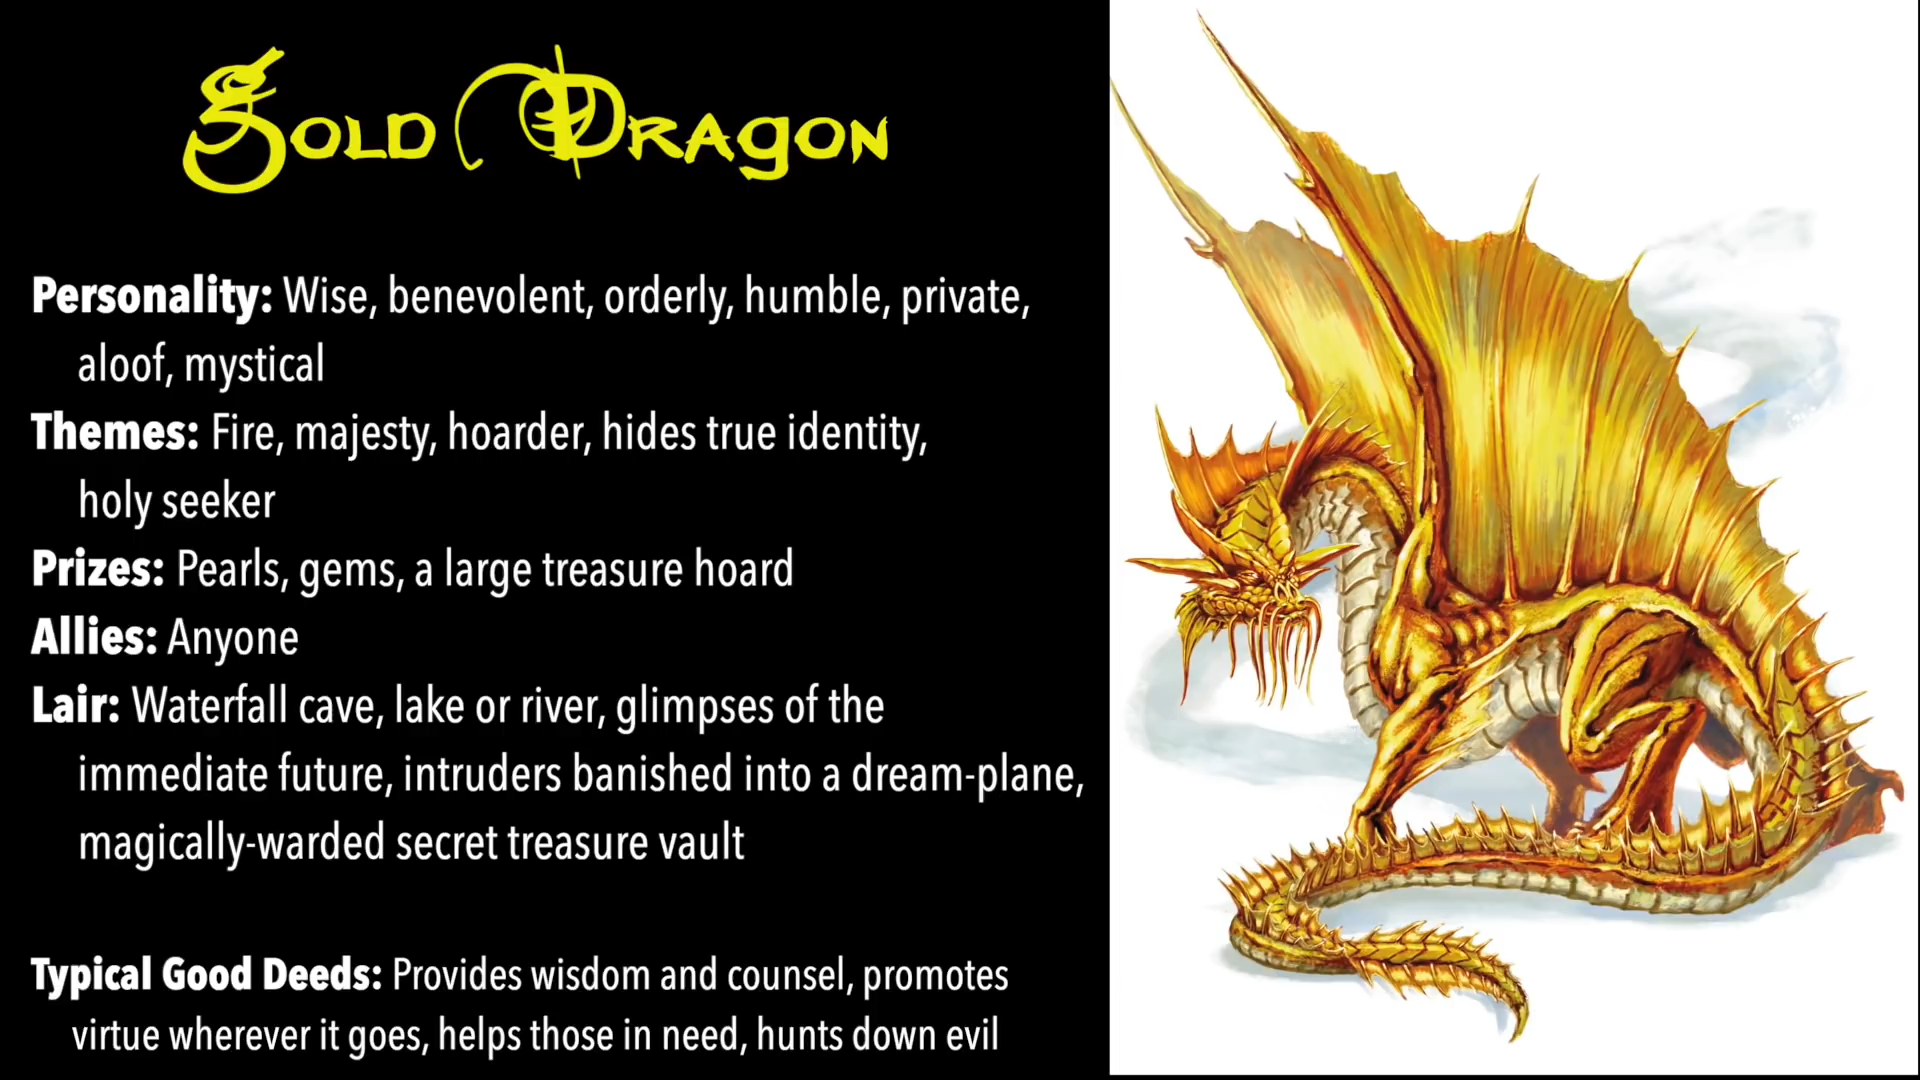 Gold Dragon
Personality: Wise, benevolent, orderly, humble, private,
aloof, mystical
Themes: Fire, majesty, hoarder, hides true identity,
holy seeker
Prizes: Pearls, gems, a large treasure hoard
Allies: Anyone
Lair: Waterfall cave, lake or river, glimpses of the
immediate future, intruders banished into a dream-plane,
magically-warded secret treasure vault
Typical Good Deeds: Provides wisdom and counsel, promotes
virtue wherever it goes, helps those in need, hunts down evil